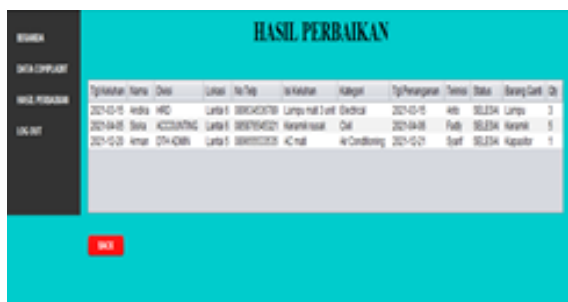 HASIL PERBAIKAN
BERANDA
DATA COMPLAINT
HASIL PERBAIKAN
LOG OUT
Tgl Keluhan Nama Divisi Lokasi No Telp Isi Keluhan Kategori Tgl Penanganan Teknisi Status Barang Ganti Qty
2021-03-15 Andika HRD Lantai 6 Lampu mati 3 unit Electrical 2021-03-15 SELESAI Lampu 3
2021-04-05 ACCOUNTING Lantai 6 Keramik rusak Civil 2021-04-06 SELESAI Keramik 5
2021-12-20 Arman Lantai 5 AC mati Air Conditioning 2021-12-21 Syarif SELESAI Kapasitor 1
BACK